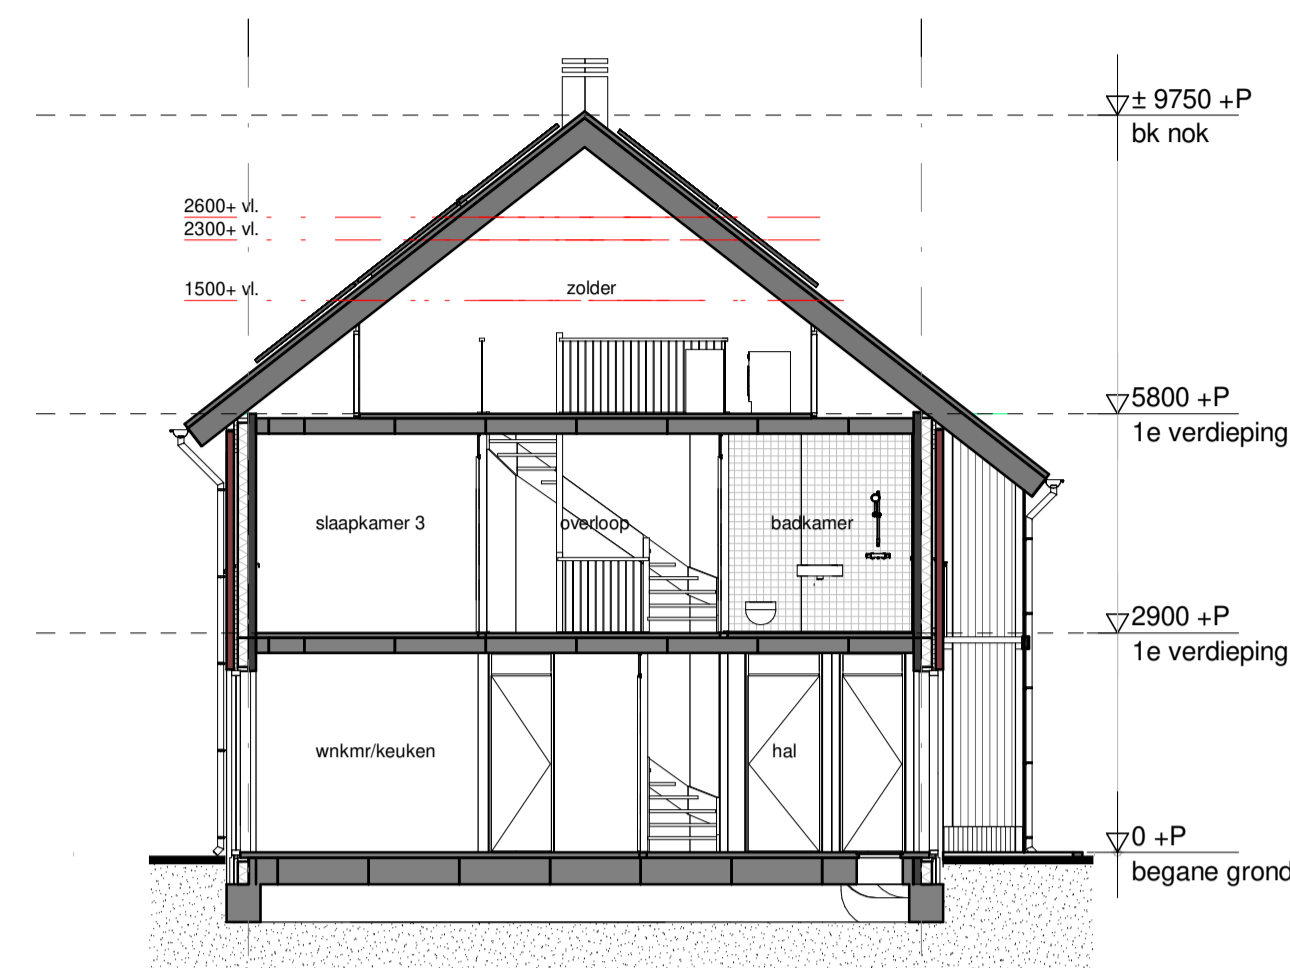 ± 9750 +P
bk nok
2600+ vl.
2300+ vl.
1500+ vl.
zolder
5800 +P
1e verdieping
slaapkamer 3
overloop
badkamer
2900 +P
1e verdieping
wnkmr/keuken
hal
0 +P
begane grond